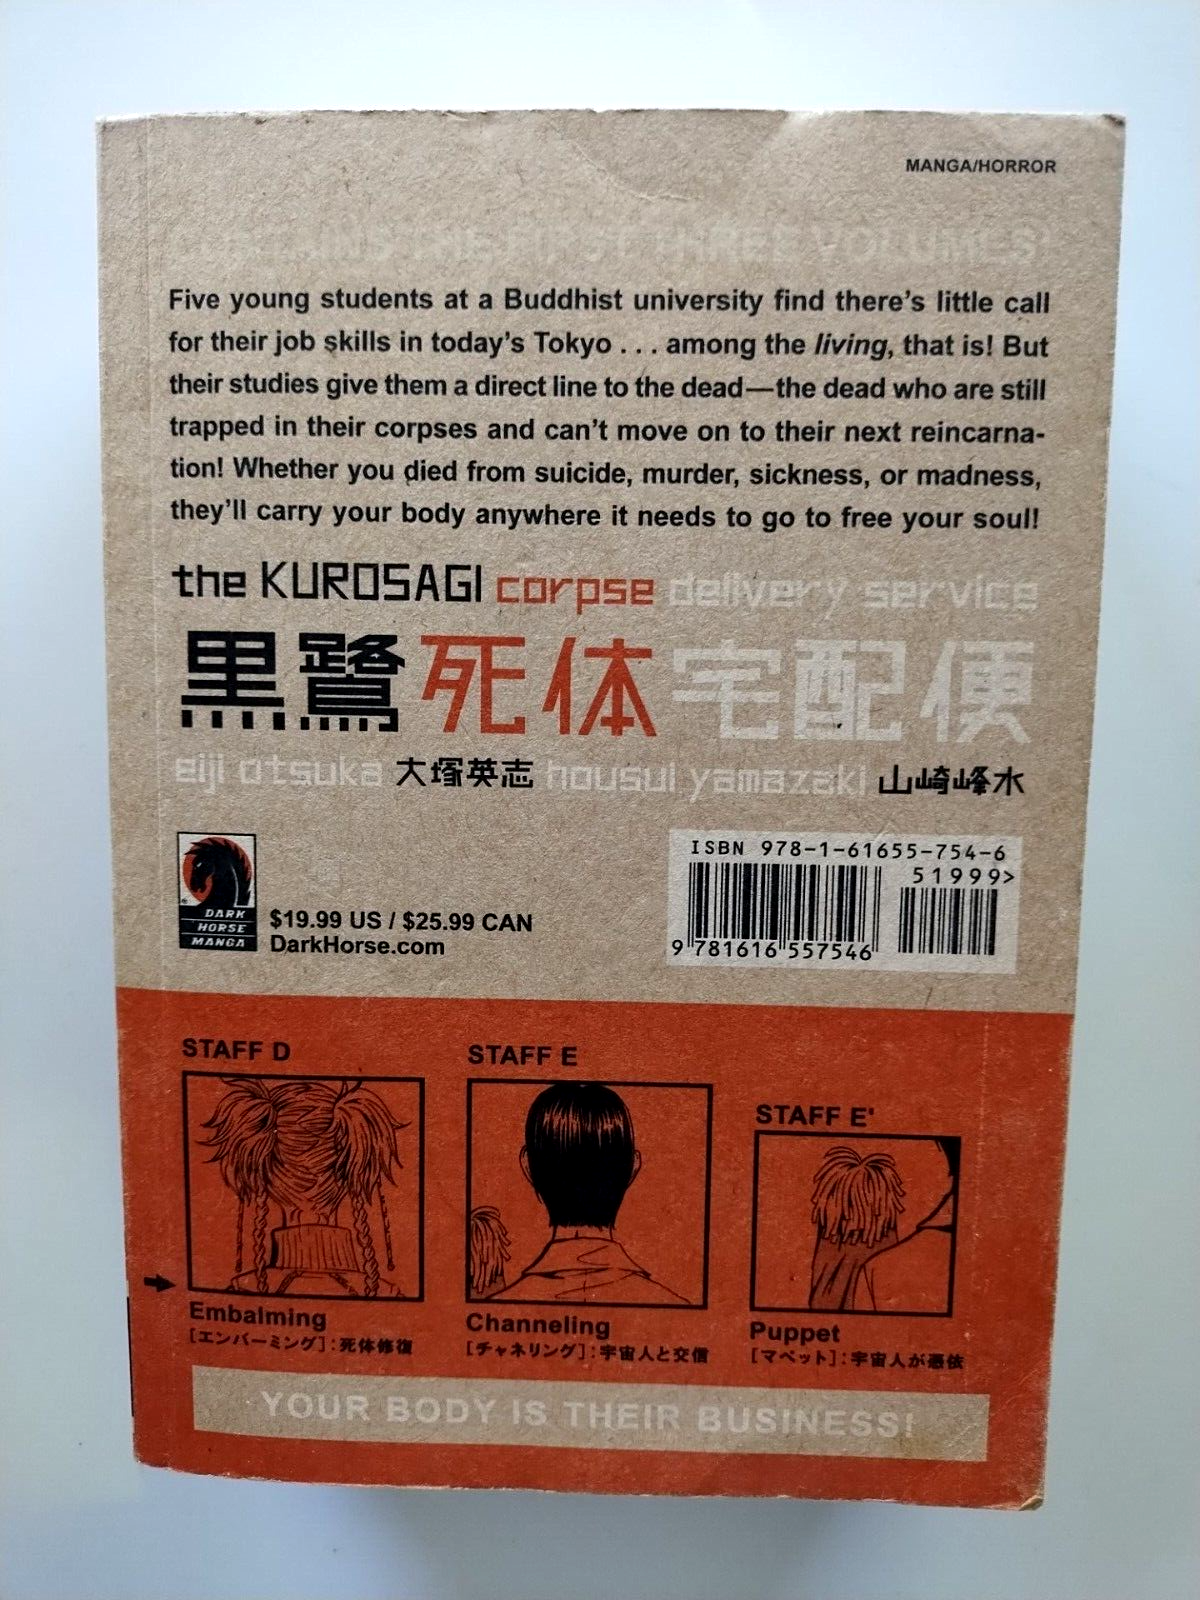 MANGA/HORROR
CONTAINS THE FIRST THREE VOLUMES!
Five young students at a Buddhist university find there's little call
for their job skills in today's Tokyo . . . among the living, that is! But
their studies give them a direct line to the dead—the dead who are still
trapped in their corpses and can't move on to their next reincarna-
tion! Whether you died from suicide, murder, sickness, or madness,
they'll carry your body anywhere it needs to go to free your soul!
the KUROSAGI corpse delivery service
黒鷺死体宅配便
eiji otsuka 大塚英志 housui yamazaki 山崎峰水
DARK
HORSE
MANGA
$19.99 US / $25.99 CAN
DarkHorse.com
ISBN 978-1-61655-754-6
51999>
9 781616 557546
STAFF D
Embalming
[エンバーミング]:死体修復
STAFF E
Channeling
[チャネリング]:宇宙人と交信
STAFF E'
Puppet
[マペット]:宇宙人が憑依
YOUR BODY IS THEIR BUSINESS!